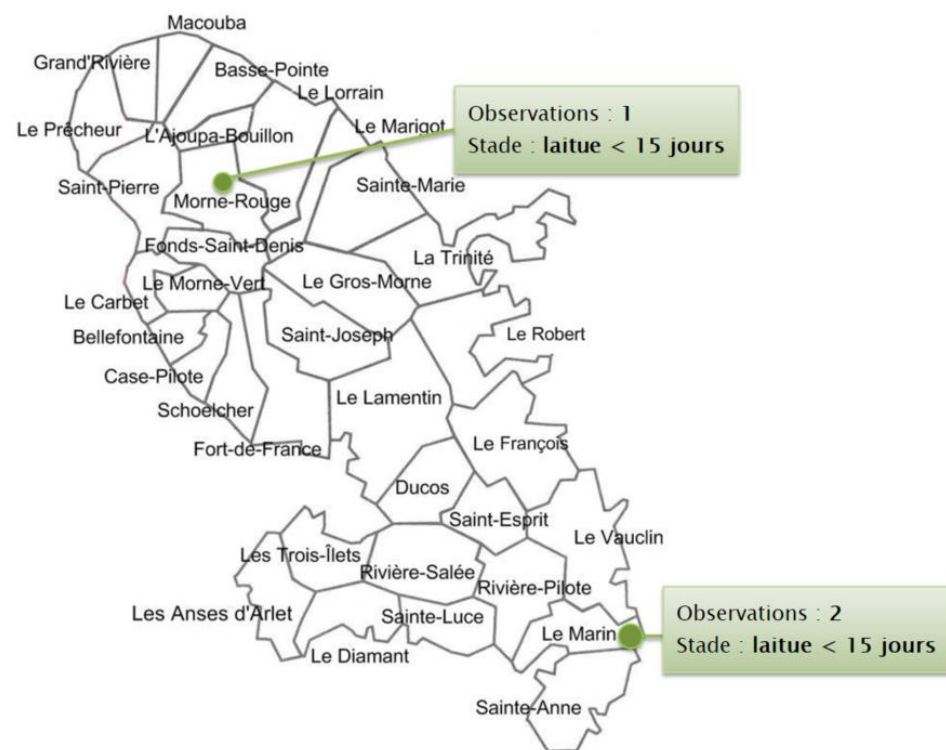 Macouba
Grand'Rivière
Basse-Pointe
Le Lorrain
Observations : 1
Stade : laitue < 15 jours
Le Prêcheur
L'Ajoupa-Bouillon
Le Marigot
Saint-Pierre
Sainte-Marie
Morne-Rouge
Fonds-Saint-Denis
La Trinité
Le Morne-Vert
Le Gros-Morne
Le Carbet
Bellefontaine
Saint-Joseph
Le Robert
Case-Pilote
Le Lamentin
Schoelcher
Fort-de-France
Le François
Ducos
Saint-Esprit
Le Vauclin
Les Trois-Îlets
Rivière-Salée
Rivière-Pilote
Les Anses d'Arlet
Sainte-Luce
Le Marin
Observations : 2
Stade : laitue < 15 jours
Le Diamant
Sainte-Anne